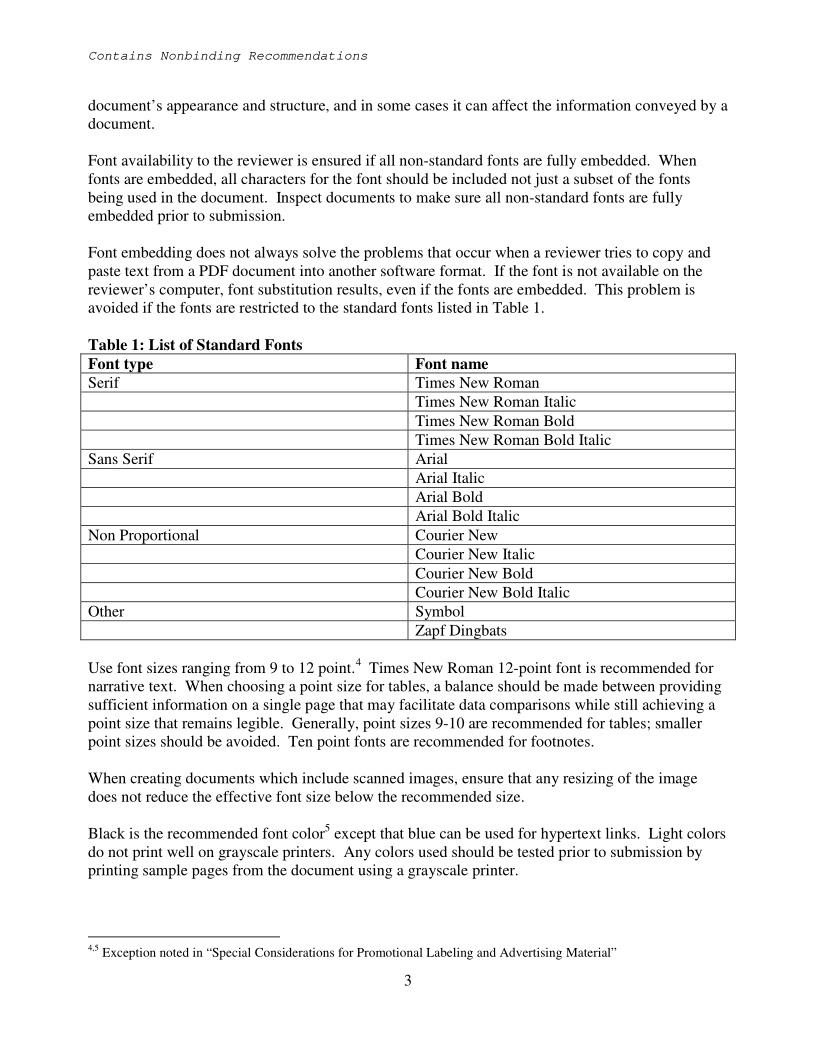 Contains Nonbinding Recommendations
document’s appearance and structure, and in some cases it can affect the information conveyed by a
document.
Font availability to the reviewer is ensured if all non-standard fonts are fully embedded.  When
fonts are embedded, all characters for the font should be included not just a subset of the fonts
being used in the document.  Inspect documents to make sure all non-standard fonts are fully
embedded prior to submission.
Font embedding does not always solve the problems that occur when a reviewer tries to copy and
paste text from a PDF document into another software format.  If the font is not available on the
reviewer’s computer, font substitution results, even if the fonts are embedded.  This problem is
avoided if the fonts are restricted to the standard fonts listed in Table 1.
Table 1: List of Standard Fonts
Font type Font name
Serif Times New Roman
Times New Roman Italic
Times New Roman Bold
Times New Roman Bold Italic
Sans Serif Arial
Arial Italic
Arial Bold
Arial Bold Italic
Non Proportional Courier New
Courier New Italic
Courier New Bold
Courier New Bold Italic
Other Symbol
Zapf Dingbats
Use font sizes ranging from 9 to 12 point.4  Times New Roman 12-point font is recommended for
narrative text.  When choosing a point size for tables, a balance should be made between providing
sufficient information on a single page that may facilitate data comparisons while still achieving a
point size that remains legible.  Generally, point sizes 9-10 are recommended for tables; smaller
point sizes should be avoided.  Ten point fonts are recommended for footnotes.
When creating documents which include scanned images, ensure that any resizing of the image
does not reduce the effective font size below the recommended size.
Black is the recommended font color5 except that blue can be used for hypertext links.  Light colors
do not print well on grayscale printers.  Any colors used should be tested prior to submission by
printing sample pages from the document using a grayscale printer.
4,5 Exception noted in “Special Considerations for Promotional Labeling and Advertising Material”
3